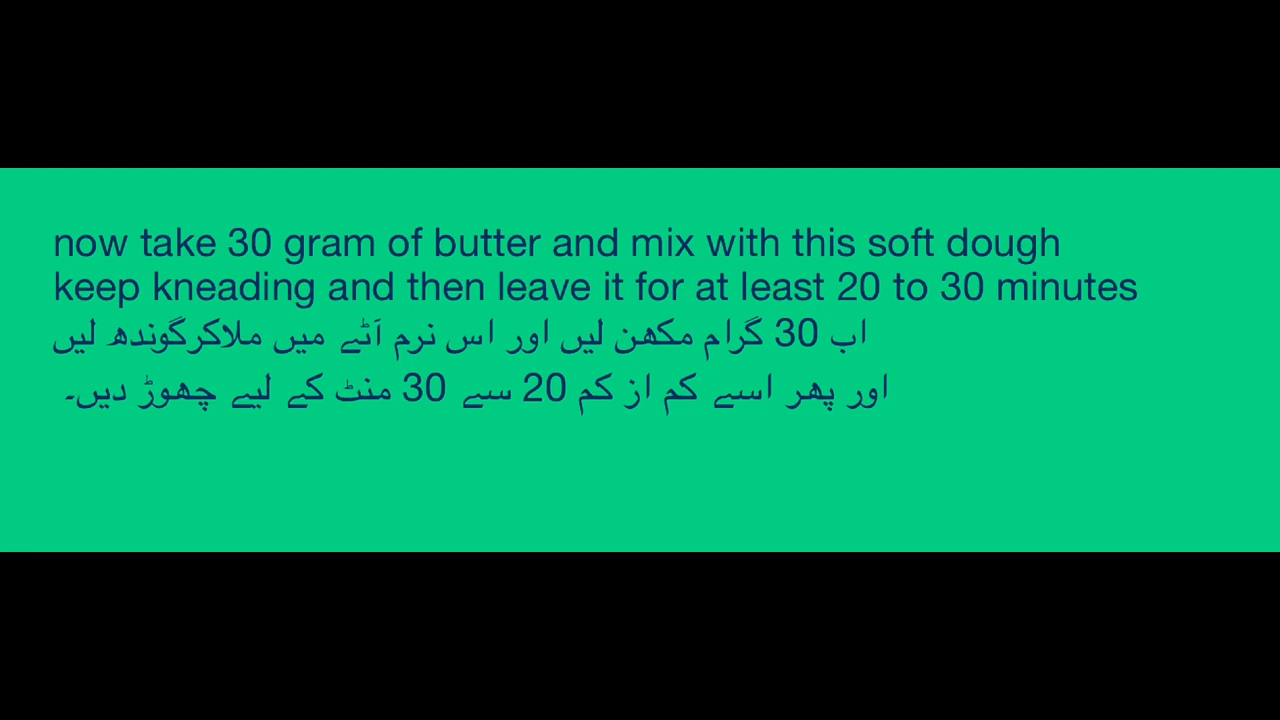 now take 30 gram of butter and mix with this soft dough
keep kneading and then leave it for at least 20 to 30 minutes
اب 30 گرام مکھن لیں اور اس نرم آٹے میں ملاکرگوندھ لیں
اور پھر اسے کم از کم 20 سے 30 منٹ کے لیے چھوڑ دیں۔